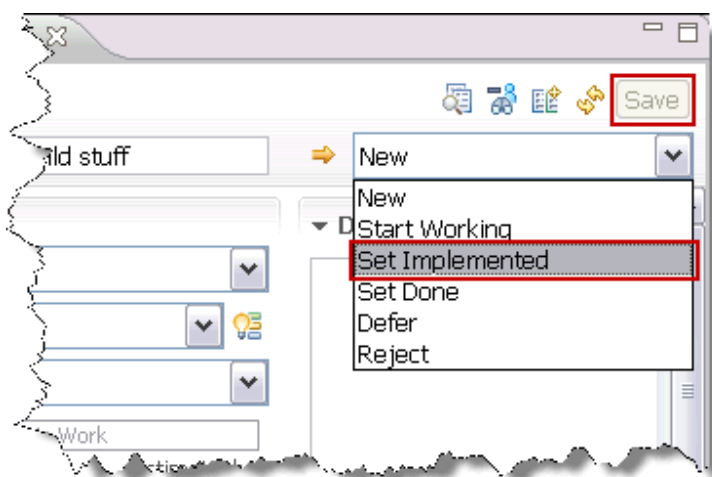 Save
ild stuff
New
New
D
Start Working
Set Implemented
Set Done
Defer
Reject
Work